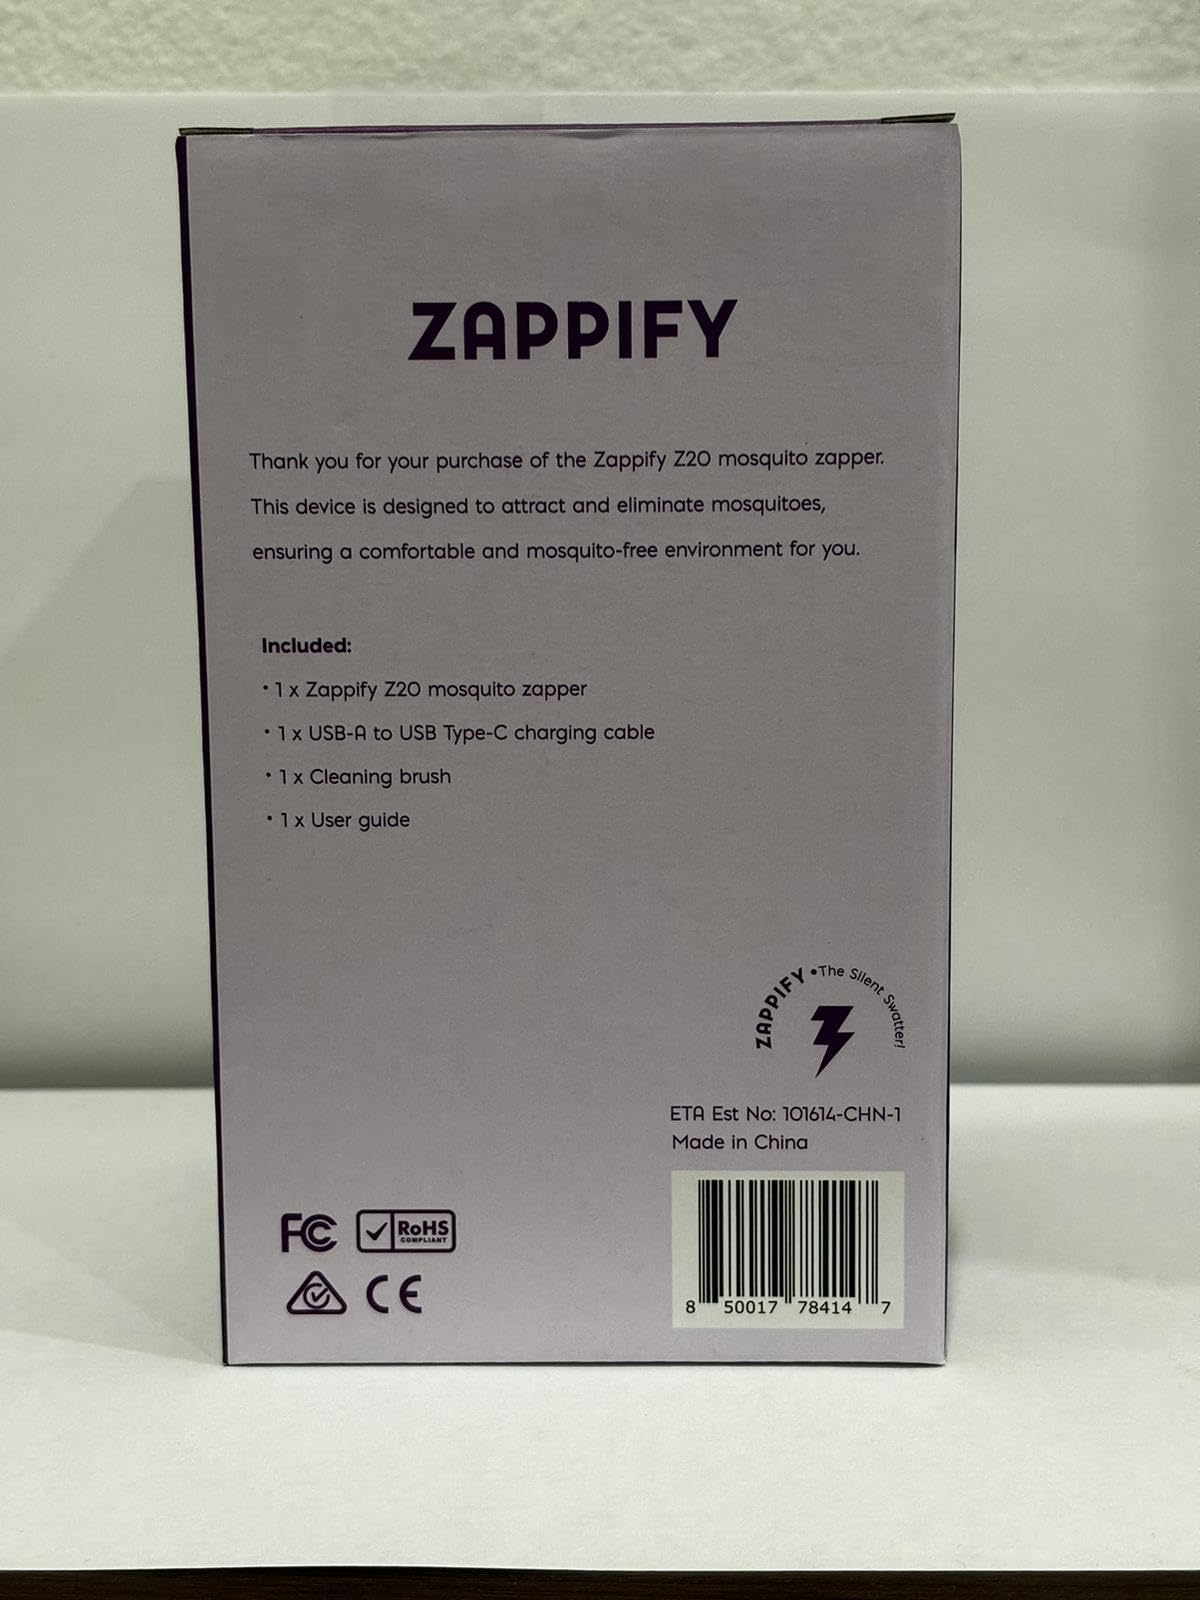 ZAPPIFY
Thank you for your purchase of the Zappify Z20 mosquito zapper.
This device is designed to attract and eliminate mosquitoes,
ensuring a comfortable and mosquito-free environment for you.
Included:
• 1 x Zappify Z20 mosquito zapper
• 1 x USB-A to USB Type-C charging cable
• 1 x Cleaning brush
• 1 x User guide
ZAPPIFY • The Silent Swatter!
ETA Est No: 101614-CHN-1
Made in China
FC
RoHS
COMPLIANT
CE
8 50017 78414 7